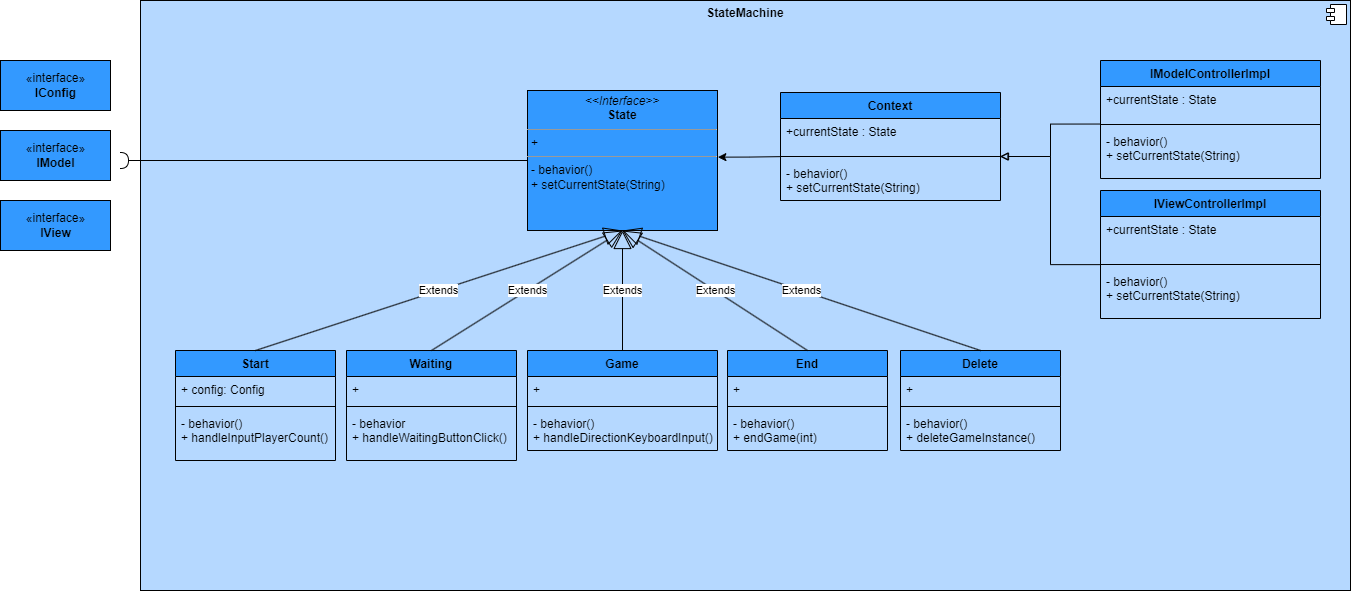 StateMachine
«interface»
IConfig
«interface»
IModel
«interface»
IView
<<Interface>>
State
+
- behavior()
+ setCurrentState(String)
Context
+currentState : State
- behavior()
+ setCurrentState(String)
IModelControllerImpl
+currentState : State
- behavior()
+ setCurrentState(String)
IViewControllerImpl
+currentState : State
- behavior()
+ setCurrentState(String)
Extends
Extends
Extends
Extends
Extends
Start
+ config: Config
- behavior()
+ handleInputPlayerCount()
Waiting
+
- behavior
+ handleWaitingButtonClick()
Game
+
- behavior()
+ handleDirectionKeyboardInput()
End
+
- behavior()
+ endGame(int)
Delete
+
- behavior()
+ deleteGameInstance()